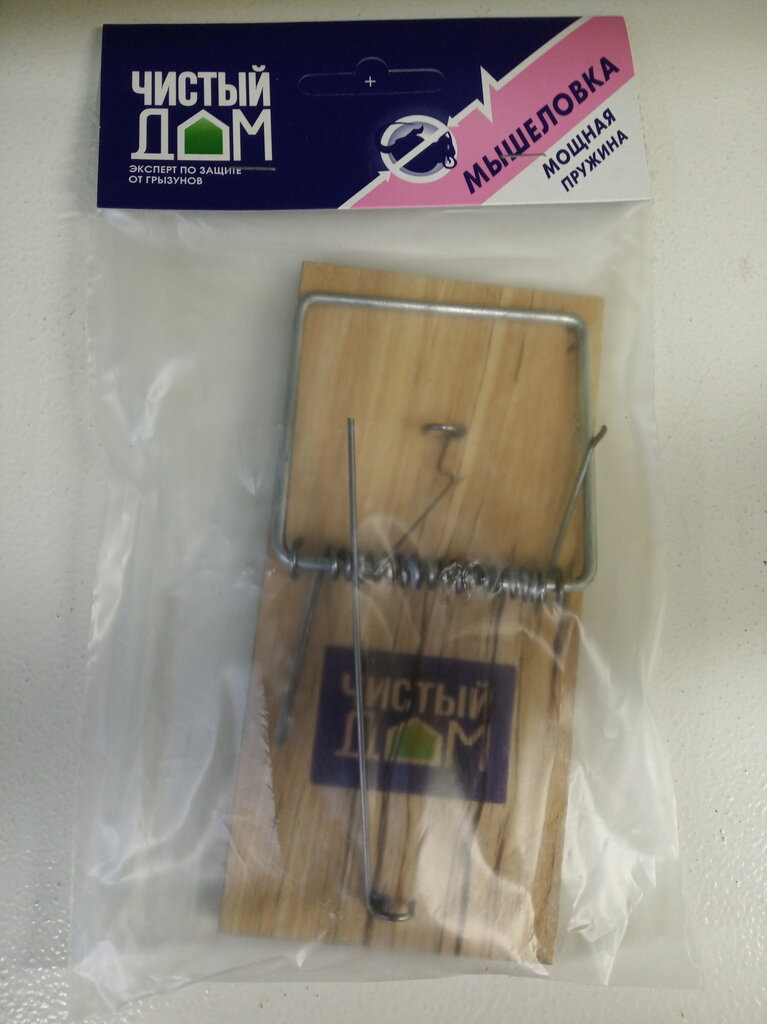 ЧИСТЫЙ
ДОМ
ЭКСПЕРТ ПО ЗАЩИТЕ
ОТ ГРЫЗУНОВ
МЫШЕЛОВКА
МОЩНАЯ
ПРУЖИНА
ЧИСТЫЙ
ДОМ